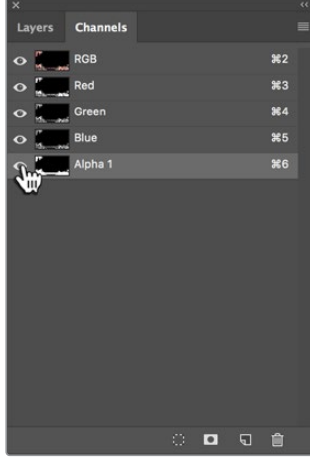 Layers Channels
RGB ⌘2
Red ⌘3
Green ⌘4
Blue ⌘5
Alpha 1 ⌘6